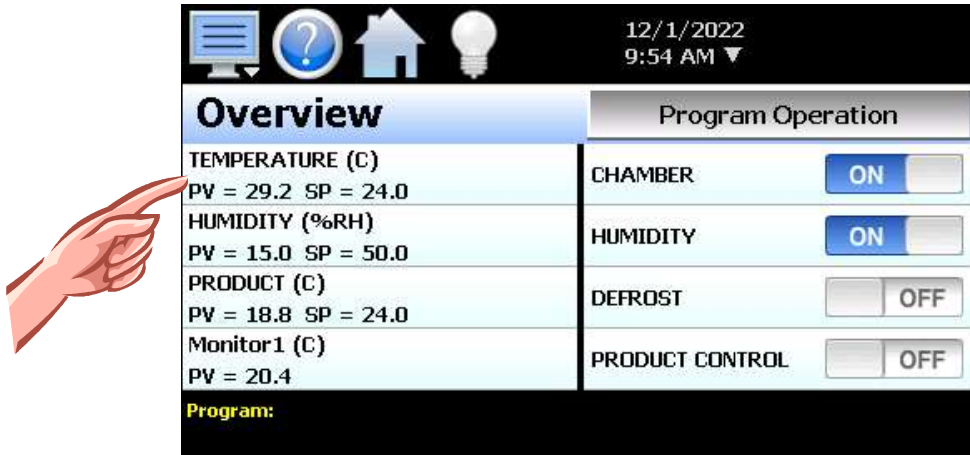 12/1/2022
9:54 AM ▼
Overview
Program Operation
TEMPERATURE (C)
PV = 29.2 SP = 24.0
HUMIDITY (%RH)
PV = 15.0 SP = 50.0
PRODUCT (C)
PV = 18.8 SP = 24.0
Monitor1 (C)
PV = 20.4
CHAMBER ON
HUMIDITY ON
DEFROST OFF
PRODUCT CONTROL OFF
Program: